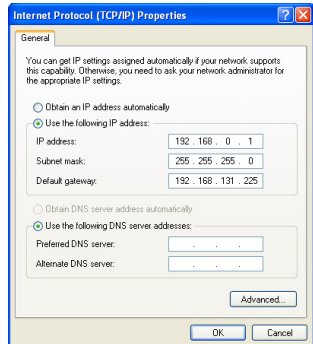 Internet Protocol (TCP/IP) Properties
General
You can get IP settings assigned automatically if your network supports
this capability. Otherwise, you need to ask your network administrator for
the appropriate IP settings.
Obtain an IP address automatically
Use the following IP address:
IP address: 192 . 168 . 0 . 1
Subnet mask: 255 . 255 . 255 . 0
Default gateway: 192 . 168 . 131 . 225
Obtain DNS server address automatically
Use the following DNS server addresses:
Preferred DNS server: . . .
Alternate DNS server: . . .
Advanced...
OK Cancel